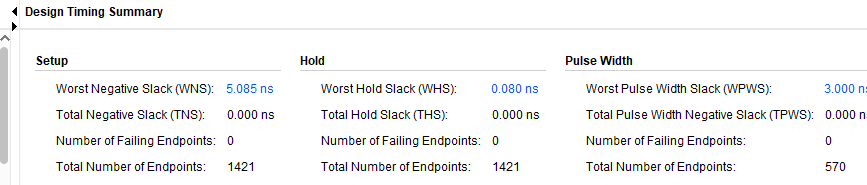 Design Timing Summary
Setup Hold Pulse Width
Worst Negative Slack (WNS): 5.085 ns Worst Hold Slack (WHS): 0.080 ns Worst Pulse Width Slack (WPWS): 3.000 n
Total Negative Slack (TNS): 0.000 ns Total Hold Slack (THS): 0.000 ns Total Pulse Width Negative Slack (TPWS): 0.000 n
Number of Failing Endpoints: 0 Number of Failing Endpoints: 0 Number of Failing Endpoints: 0
Total Number of Endpoints: 1421 Total Number of Endpoints: 1421 Total Number of Endpoints: 570